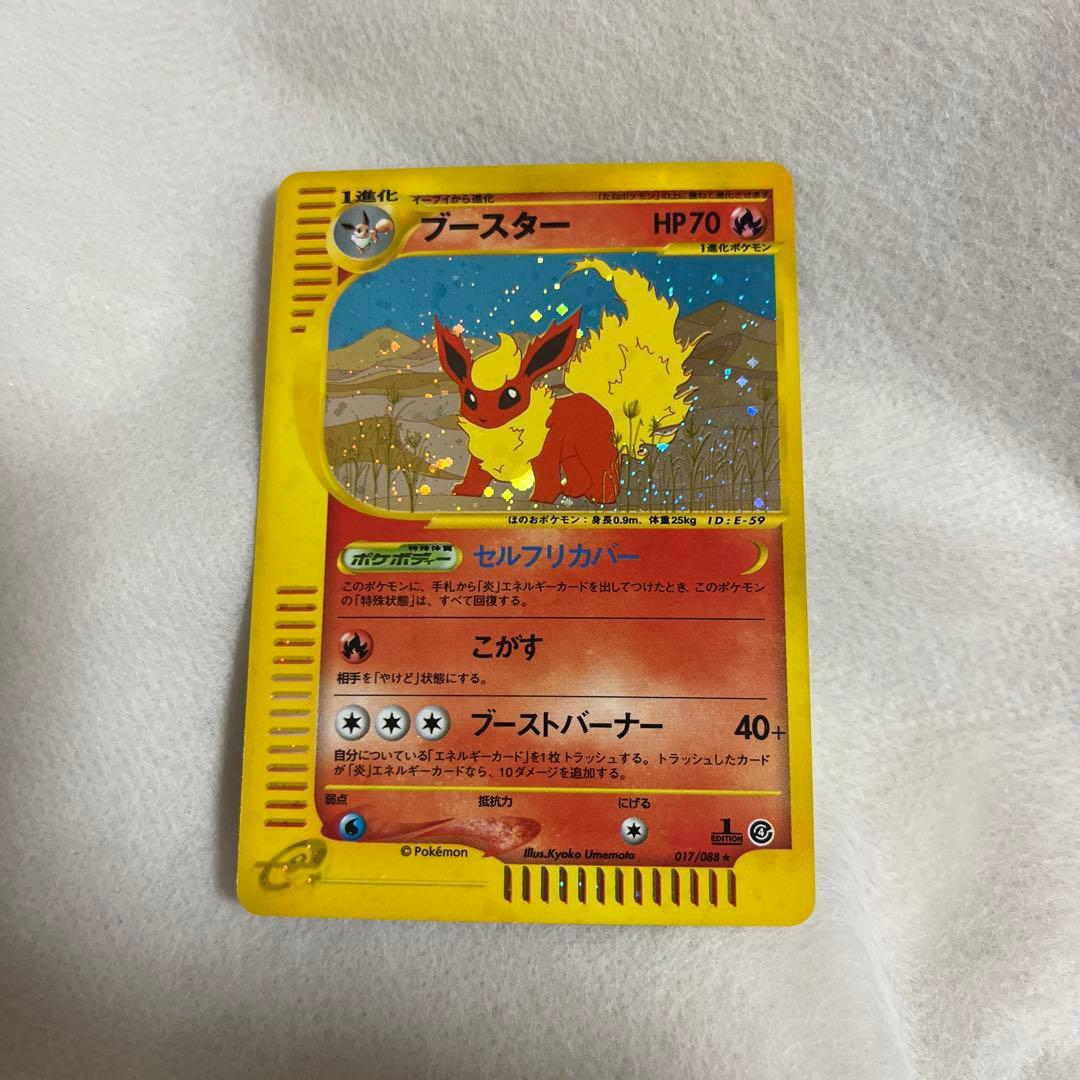 1進化 イーブイから進化 「たねポケモン」の上に重ねて進化させます
ブースター HP70
1進化ポケモン
ほのおポケモン：身長0.9m、体重25kg ID:E-59
特殊体質
ポケボディー セルフリカバー
このポケモンに、手札から「炎」エネルギーカードを出してつけたとき、このポケモン
の「特殊状態」は、すべて回復する。
こがす
相手を「やけど」状態にする。
ブーストバーナー 40+
自分についている「エネルギーカード」を1枚トラッシュする。トラッシュしたカード
が「炎」エネルギーカードなら、10ダメージを追加する。
弱点 抵抗力 にげる
1
EDITION 4
© Pokémon Illus.Kyoko Umemoto 017/088 ★
e